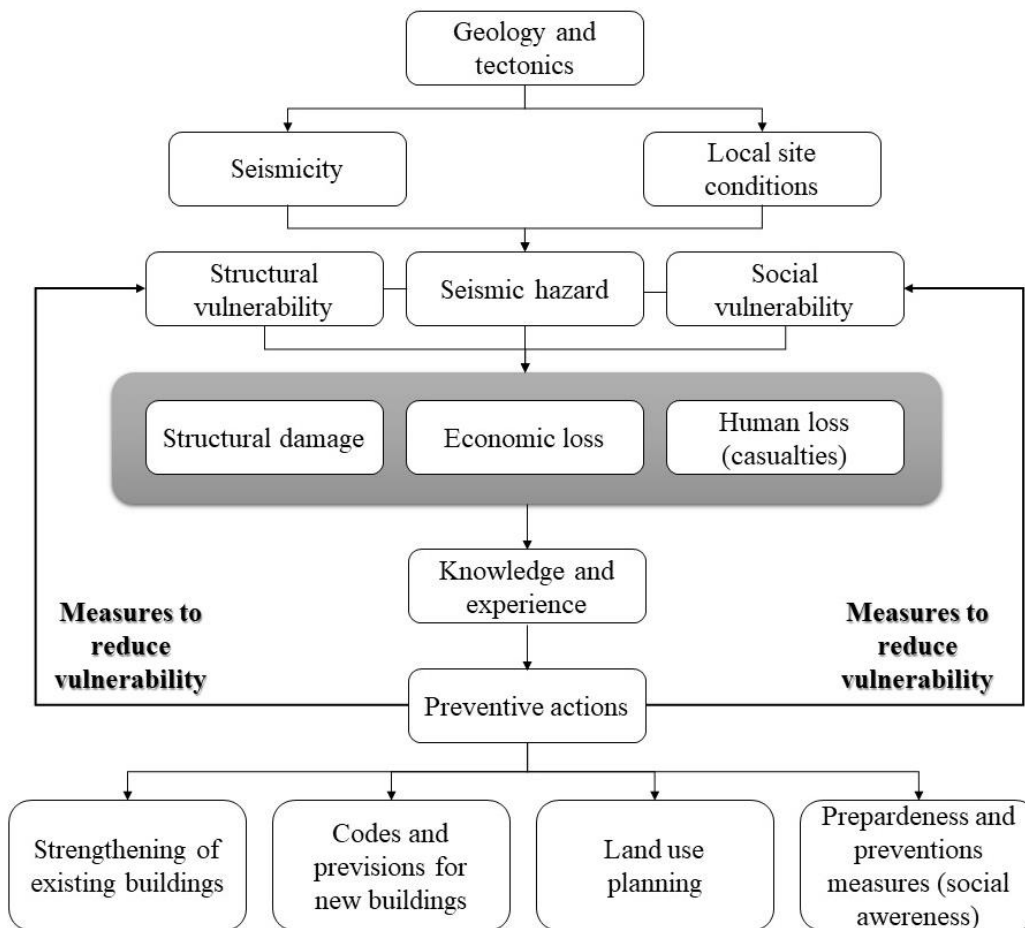 Geology and
tectonics
Seismicity
Local site
conditions
Structural
vulnerability
Seismic hazard
Social
vulnerability
Structural damage
Economic loss
Human loss
(casualties)
Knowledge and
experience
Measures to
reduce
vulnerability
Measures to
reduce
vulnerability
Preventive actions
Strengthening of
existing buildings
Codes and
previsions for
new buildings
Land use
planning
Prepardeness and
preventions
measures (social
awereness)